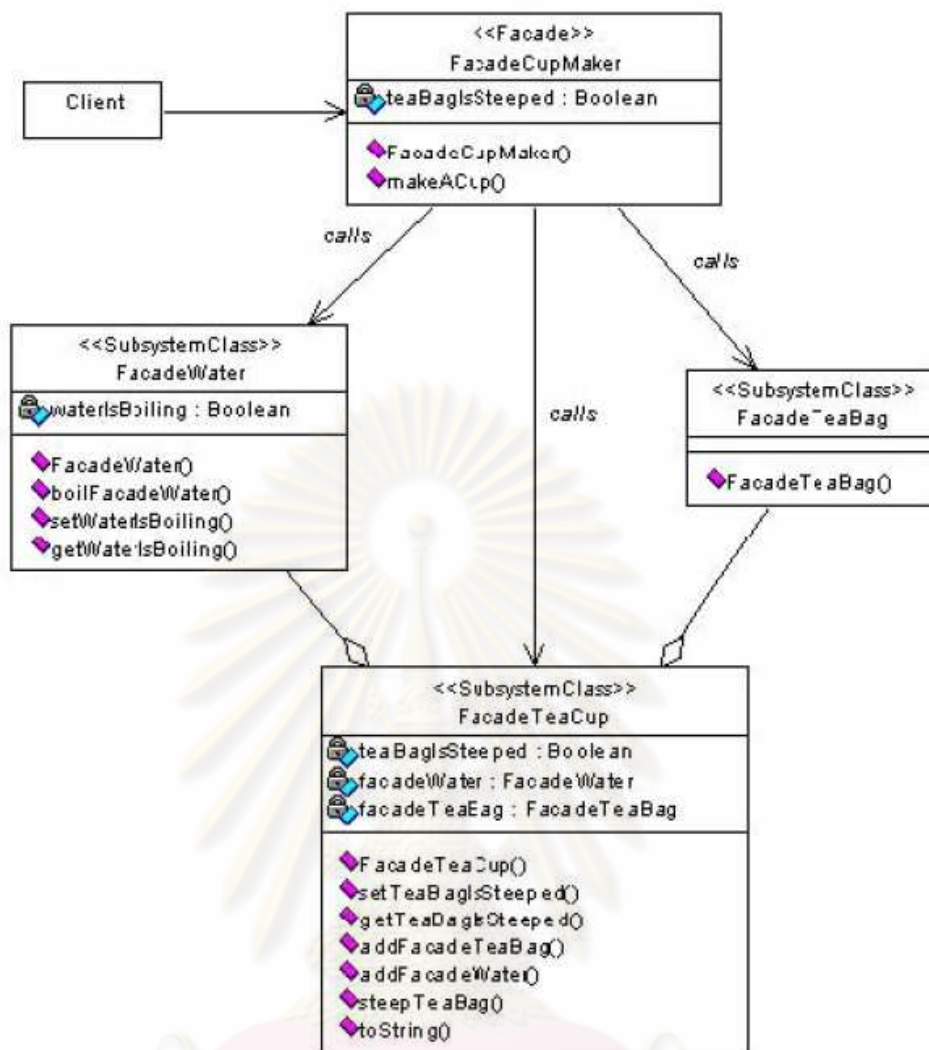 <<Facade>>
FacadeCupMaker
teaBagIsSteeped : Boolean
FacadeCupMaker()
makeACup()
Client
calls
calls
calls
<<SubsystemClass>>
FacadeWater
waterIsBoiling : Boolean
FacadeWater()
boilFacadeWater()
setWaterIsBoiling()
getWaterIsBoiling()
<<SubsystemClass>>
FacadeTeaBag
FacadeTeaBag()
<<SubsystemClass>>
FacadeTeaCup
teaBagIsSteeped : Boolean
facadeWater : FacadeWater
facadeTeaBag : FacadeTeaBag
FacadeTeaCup()
setTeaBagIsSteeped()
getTeaBagIsSteeped()
addFacadeTeaBag()
addFacadeWater()
steepTeaBag()
toString()